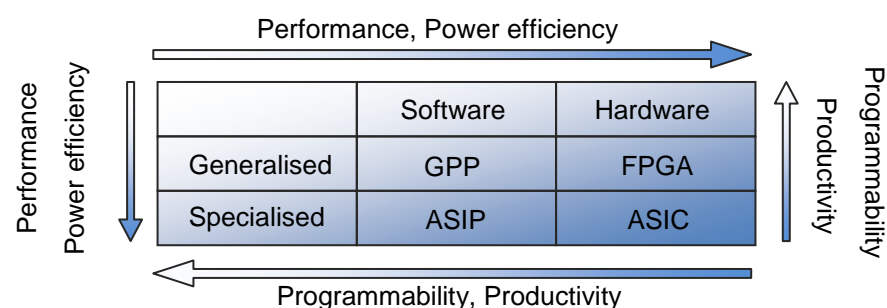 Performance, Power efficiency
Performance
Power efficiency
Software Hardware
Generalised GPP FPGA
Specialised ASIP ASIC
Programmability
Productivity
Programmability, Productivity